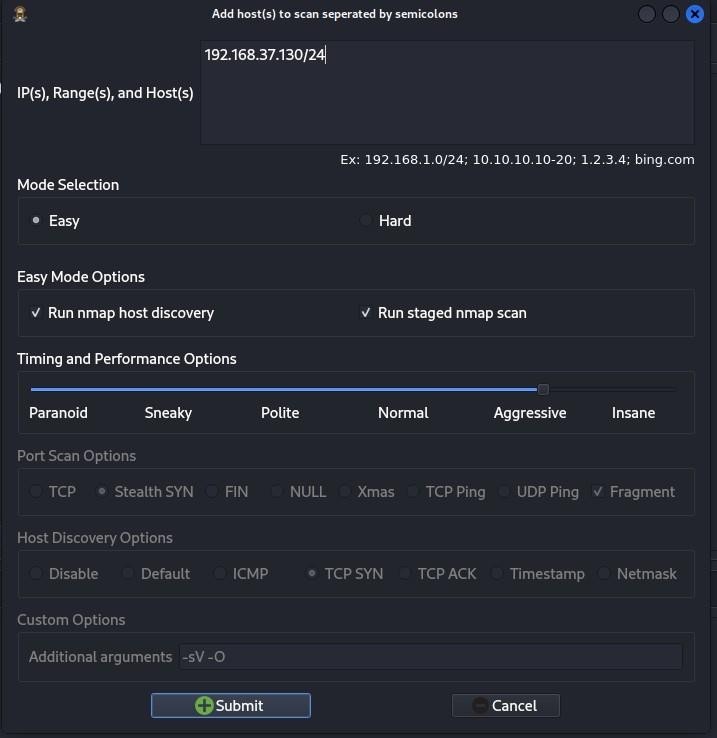 Add host(s) to scan seperated by semicolons
192.168.37.130/24
IP(s), Range(s), and Host(s)
Ex: 192.168.1.0/24; 10.10.10.10-20; 1.2.3.4; bing.com
Mode Selection
Easy Hard
Easy Mode Options
Run nmap host discovery Run staged nmap scan
Timing and Performance Options
Paranoid Sneaky Polite Normal Aggressive Insane
Port Scan Options
TCP Stealth SYN FIN NULL Xmas TCP Ping UDP Ping Fragment
Host Discovery Options
Disable Default ICMP TCP SYN TCP ACK Timestamp Netmask
Custom Options
Additional arguments -sV -O
Submit Cancel